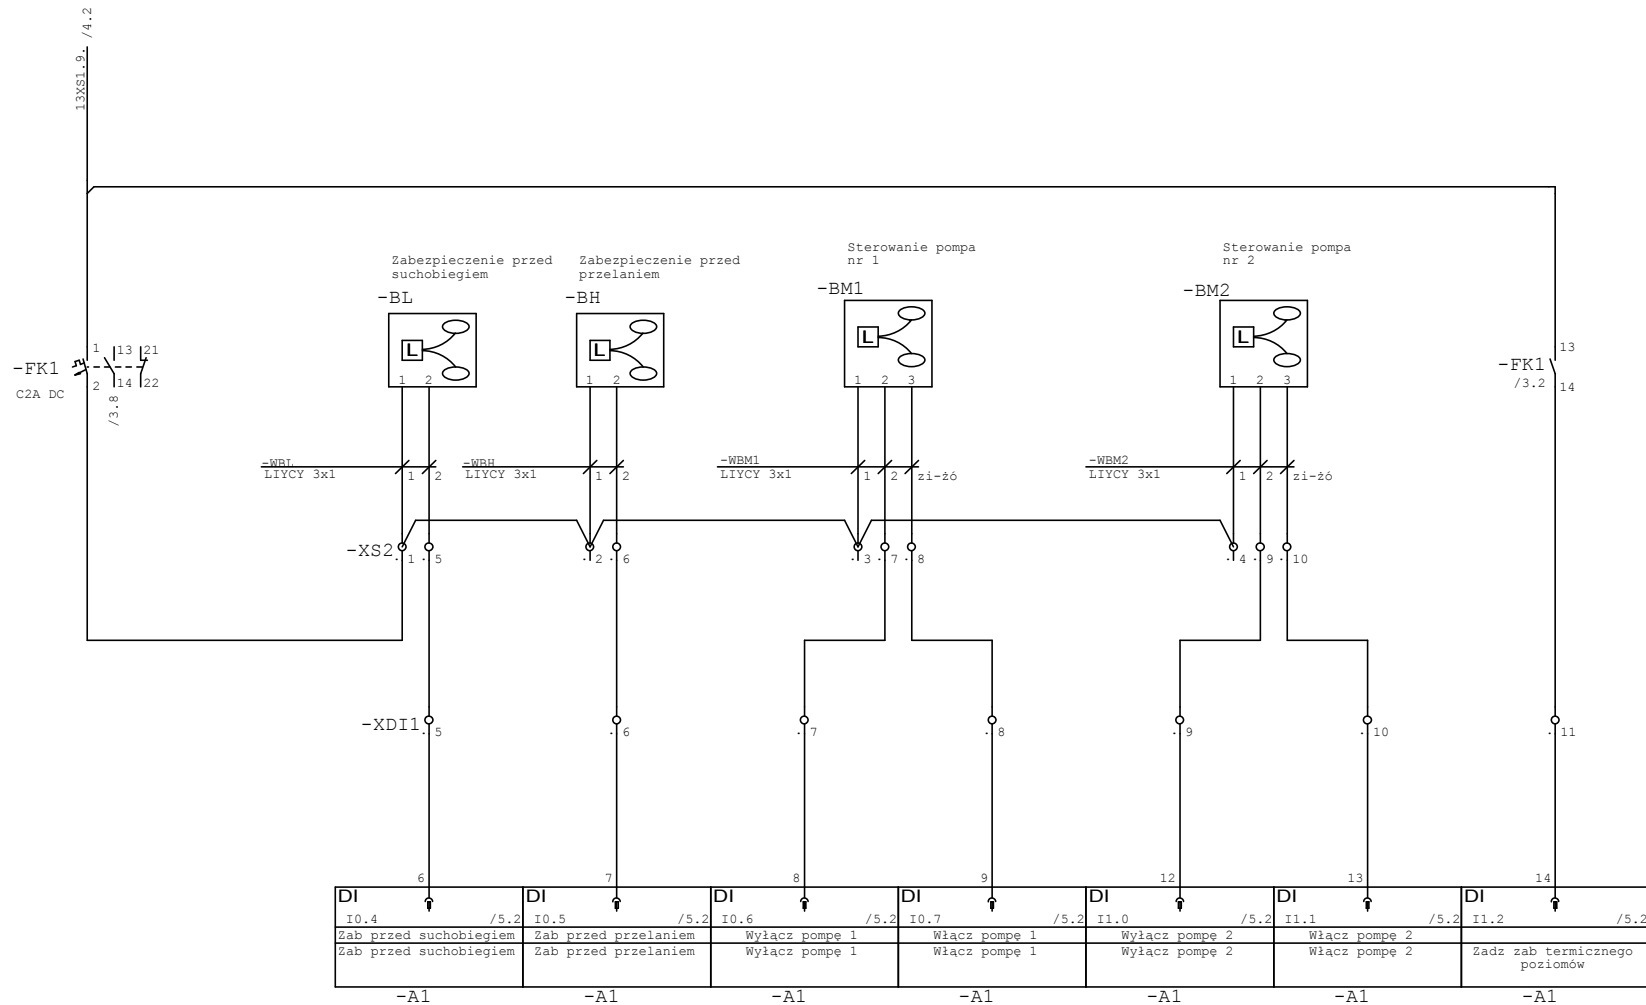 13XS1.9. /4.2
Zabezpieczenie przed
suchobiegiem
Zabezpieczenie przed
przelaniem
Sterowanie pompa
nr 1
Sterowanie pompa
nr 2
-BL
-BH
-BM1
-BM2
L
L
L
L
1 2
1 2
1 2 3
1 2 3
-FK1
C2A DC
1 13 21
2 14 22
/3.8
-FK1
/3.2
13
14
-WBL
LIYCY 3x1
1 2
-WBH
LIYCY 3x1
1 2
-WBM1
LIYCY 3x1
1 2 zi-żó
-WBM2
LIYCY 3x1
1 2 zi-żó
-XS2 1 5 2 6 3 7 8 4 9 10
-XDI1 5 6 7 8 9 10 11
6 7 8 9 12 13 14
DI DI DI DI DI DI DI
I0.4 /5.2 I0.5 /5.2 I0.6 /5.2 I0.7 /5.2 I1.0 /5.2 I1.1 /5.2 I1.2 /5.2
Zab przed suchobiegiem Zab przed przelaniem Wyłącz pompę 1 Włącz pompę 1 Wyłącz pompę 2 Włącz pompę 2
Zab przed suchobiegiem Zab przed przelaniem Wyłącz pompę 1 Włącz pompę 1 Wyłącz pompę 2 Włącz pompę 2 Zadz zab termicznego
poziomów
-A1 -A1 -A1 -A1 -A1 -A1 -A1